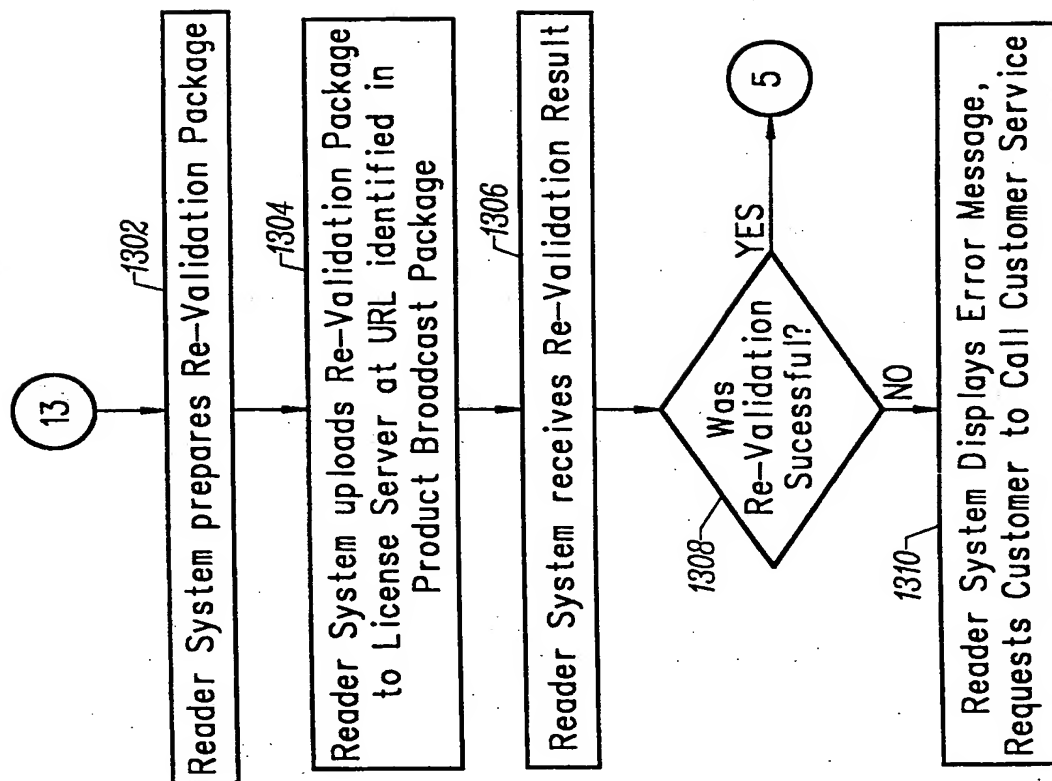 13
1302
Reader System prepares Re-Validation Package
1304
Reader System uploads Re-Validation Package
to License Server at URL identified in
Product Broadcast Package
1306
Reader System receives Re-Validation Result
1308
Was
Re-Validation
Sucessful?
YES
5
NO
1310
Reader System Displays Error Message,
Requests Customer to Call Customer Service